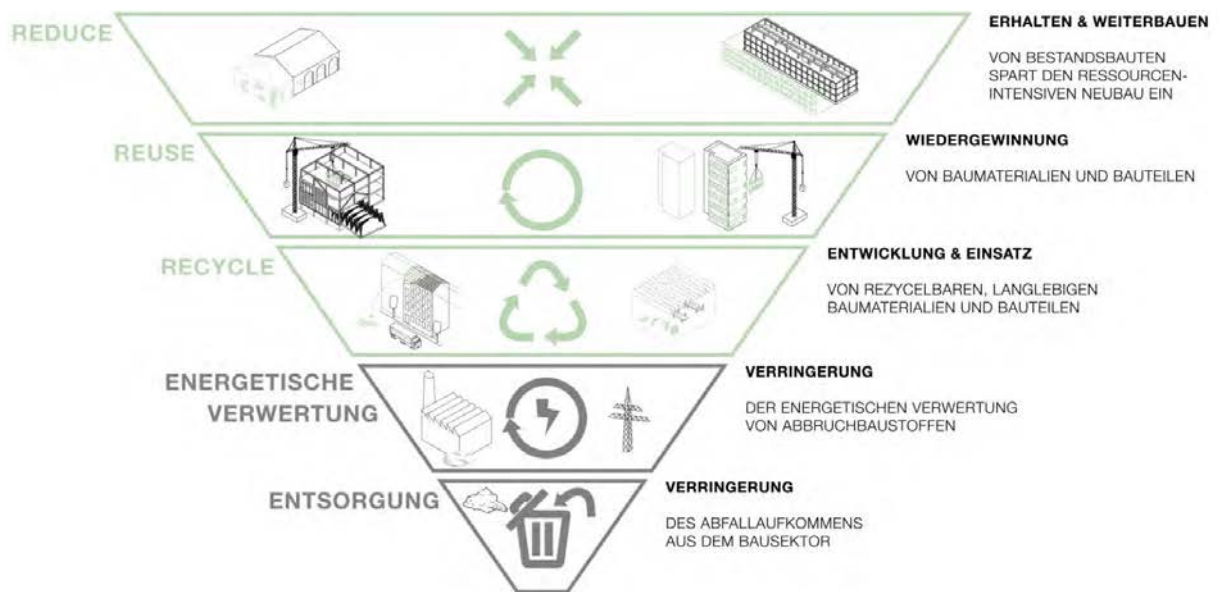 REDUCE
ERHALTEN & WEITERBAUEN
VON BESTANDSBAUTEN
SPART DEN RESSOURCEN-
INTENSIVEN NEUBAU EIN
REUSE
WIEDERGEWINNUNG
VON BAUMATERIALIEN UND BAUTEILEN
RECYCLE
ENTWICKLUNG & EINSATZ
VON REZYCELBAREN, LANGLEBIGEN
BAUMATERIALIEN UND BAUTEILEN
ENERGETISCHE
VERWERTUNG
VERRINGERUNG
DER ENERGETISCHEN VERWERTUNG
VON ABBRUCHBAUSTOFFEN
ENTSORGUNG
VERRINGERUNG
DES ABFALLAUFKOMMENS
AUS DEM BAUSEKTOR